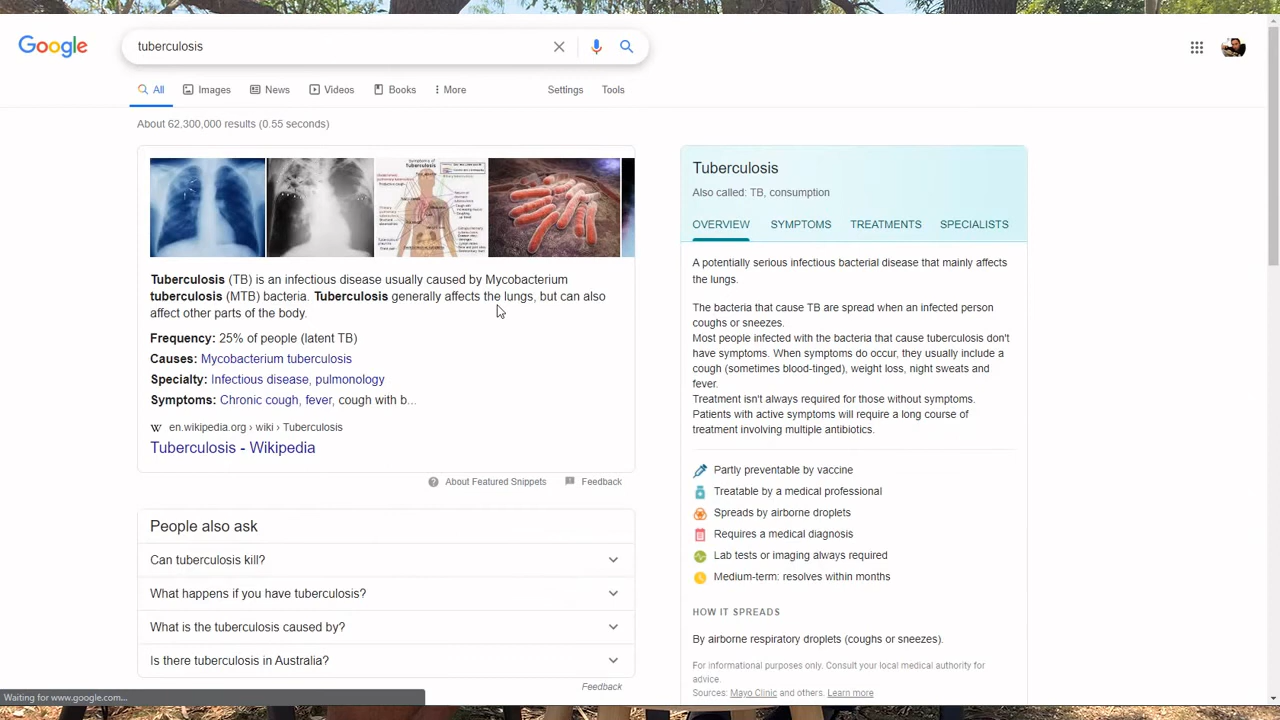 Google
tuberculosis
All
Images
News
Videos
Books
More
Settings
Tools
About 62,300,000 results (0.55 seconds)
Symptoms of
Tuberculosis
Tuberculosis (TB) is an infectious disease usually caused by Mycobacterium
tuberculosis (MTB) bacteria. Tuberculosis generally affects the lungs, but can also
affect other parts of the body.
Frequency: 25% of people (latent TB)
Causes: Mycobacterium tuberculosis
Specialty: Infectious disease, pulmonology
Symptoms: Chronic cough, fever, cough with b...
W en.wikipedia.org › wiki › Tuberculosis
Tuberculosis - Wikipedia
About Featured Snippets
Feedback
People also ask
Can tuberculosis kill?
What happens if you have tuberculosis?
What is the tuberculosis caused by?
Is there tuberculosis in Australia?
Feedback
Waiting for www.google.com...
Tuberculosis
Also called: TB, consumption
OVERVIEW
SYMPTOMS
TREATMENTS
SPECIALISTS
A potentially serious infectious bacterial disease that mainly affects
the lungs.
The bacteria that cause TB are spread when an infected person
coughs or sneezes.
Most people infected with the bacteria that cause tuberculosis don't
have symptoms. When symptoms do occur, they usually include a
cough (sometimes blood-tinged), weight loss, night sweats and
fever.
Treatment isn't always required for those without symptoms.
Patients with active symptoms will require a long course of
treatment involving multiple antibiotics.
Partly preventable by vaccine
Treatable by a medical professional
Spreads by airborne droplets
Requires a medical diagnosis
Lab tests or imaging always required
Medium-term: resolves within months
HOW IT SPREADS
By airborne respiratory droplets (coughs or sneezes).
For informational purposes only. Consult your local medical authority for
advice.
Sources: Mayo Clinic and others. Learn more